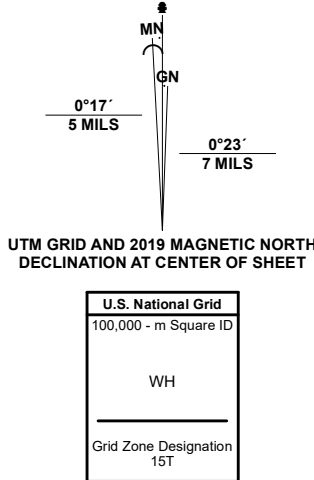 MN
GN
0°17´
5 MILS
0°23´
7 MILS
UTM GRID AND 2019 MAGNETIC NORTH
DECLINATION AT CENTER OF SHEET
U.S. National Grid
100,000 - m Square ID
WH
Grid Zone Designation
15T